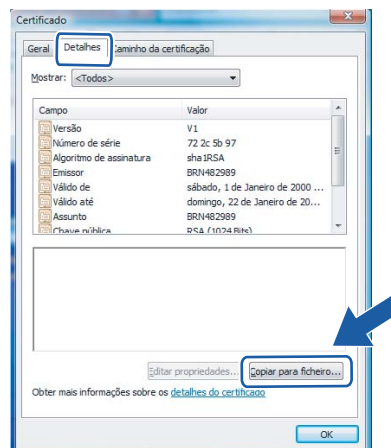 Certificado
Geral Detalhes Caminho da certificação
Mostrar: <Todos>
Campo Valor
Versão V1
Número de série 72 2c 5b 97
Algoritmo de assinatura sha1RSA
Emissor BRN482989
Válido de sábado, 1 de Janeiro de 2000 ...
Válido até domingo, 22 de Janeiro de 20...
Assunto BRN482989
Chave pública RSA (1024 Bits)
Editar propriedades... Copiar para ficheiro...
Obter mais informações sobre os detalhes do certificado
OK